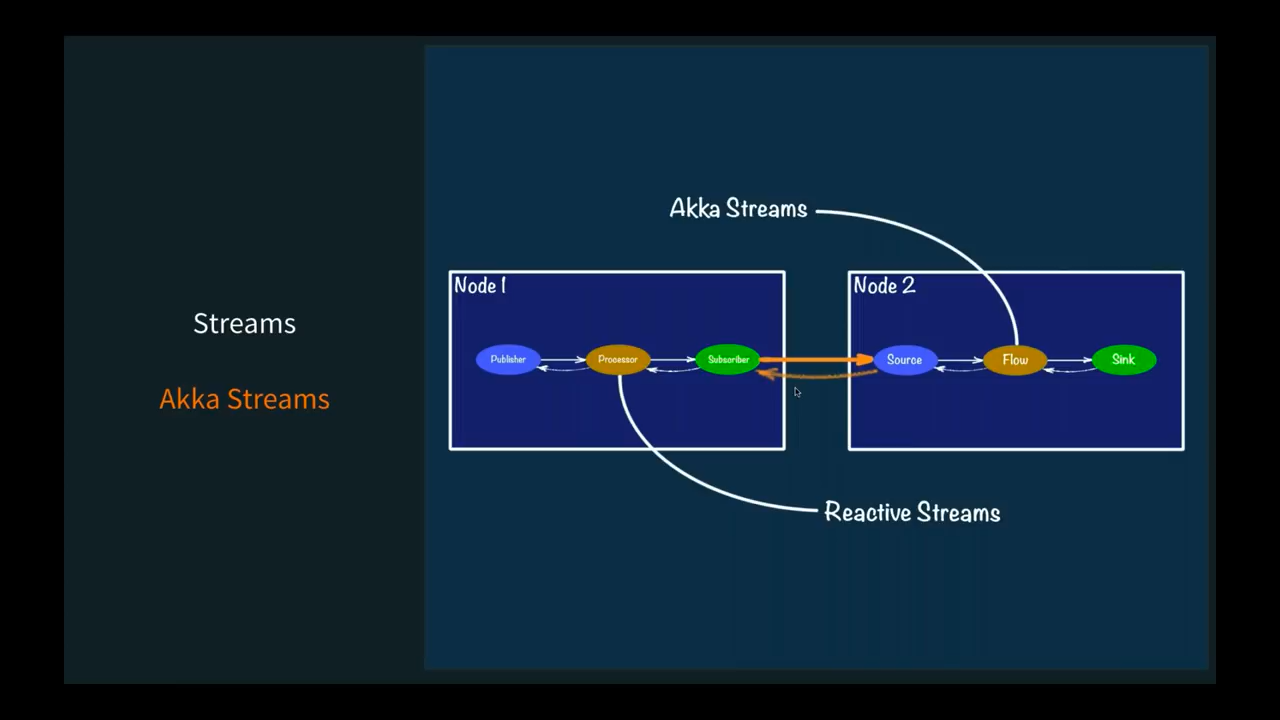 Streams
Akka Streams
Akka Streams
Node 1
Node 2
Publisher
Processor
Subscriber
Source
Flow
Sink
Reactive Streams